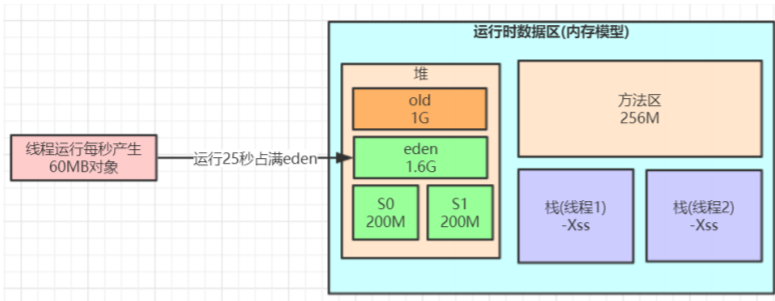 运行时数据区(内存模型)
堆
old
1G
方法区
256M
线程运行每秒产生
60MB对象
运行25秒占满eden
eden
1.6G
S0
200M
S1
200M
栈(线程1)
-Xss
栈(线程2)
-Xss